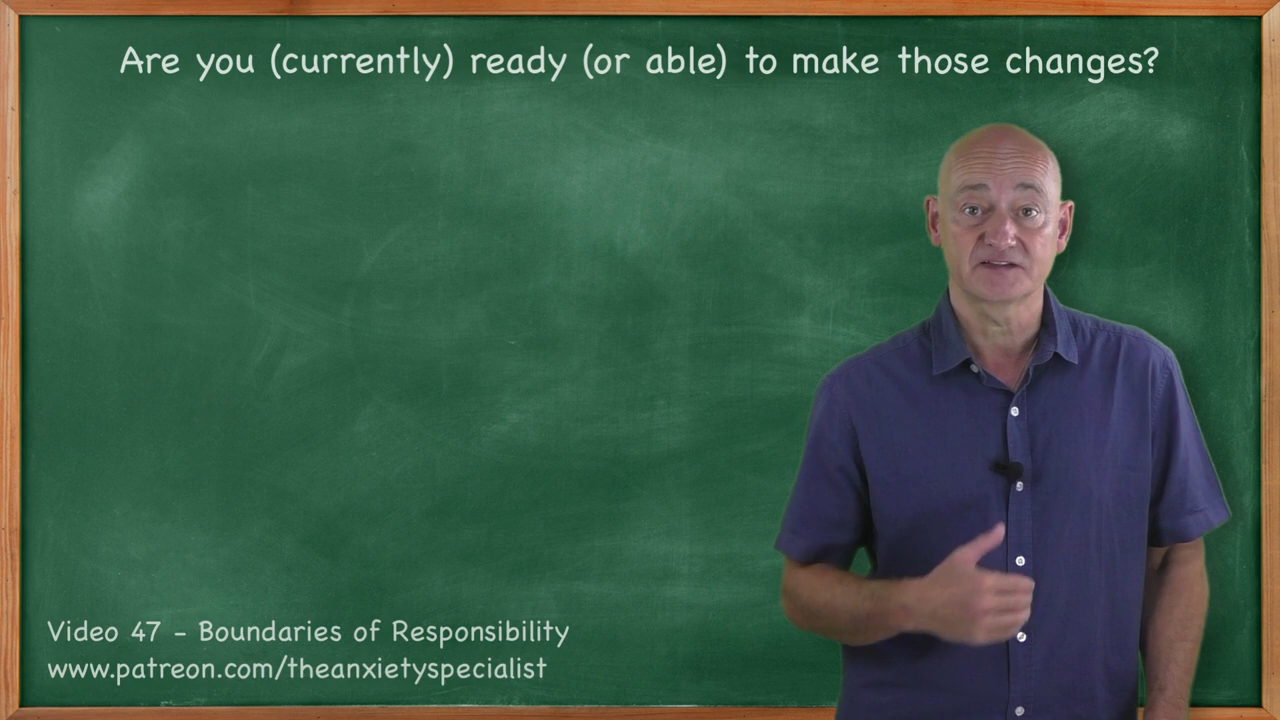 Are you (currently) ready (or able) to make those changes?
Video 47 - Boundaries of Responsibility
www.patreon.com/theanxietyspecialist